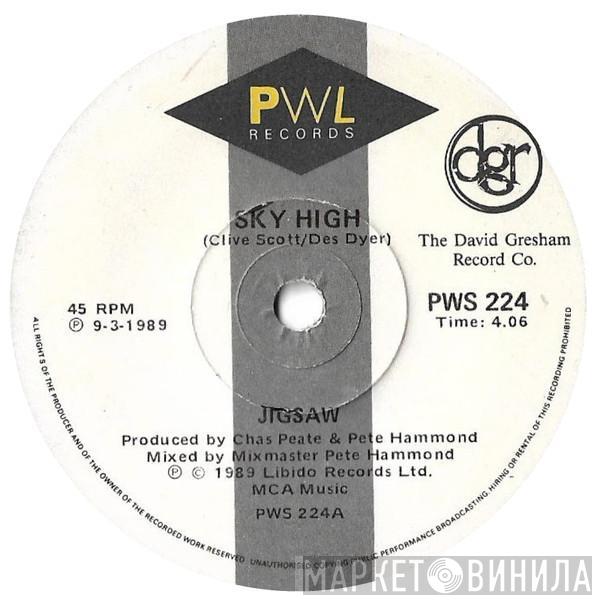 PWL
RECORDS
dgr
SKY HIGH
(Clive Scott/Des Dyer)
The David Gresham
Record Co.
45 RPM
Ⓟ 9-3-1989
PWS 224
Time: 4.06
JIGSAW
Produced by Chas Peate & Pete Hammond
Mixed by Mixmaster Pete Hammond
Ⓟ © 1989 Libido Records Ltd.
MCA Music
PWS 224A
ALL RIGHTS OF THE PRODUCER AND OF THE OWNER OF THE RECORDED WORK RESERVED UNAUTHORISED COPYING PUBLIC PERFORMANCE BROADCASTING HIRING OR RENTAL OF THIS RECORDING PROHIBITED
МАРКЕТ ВИНИЛА